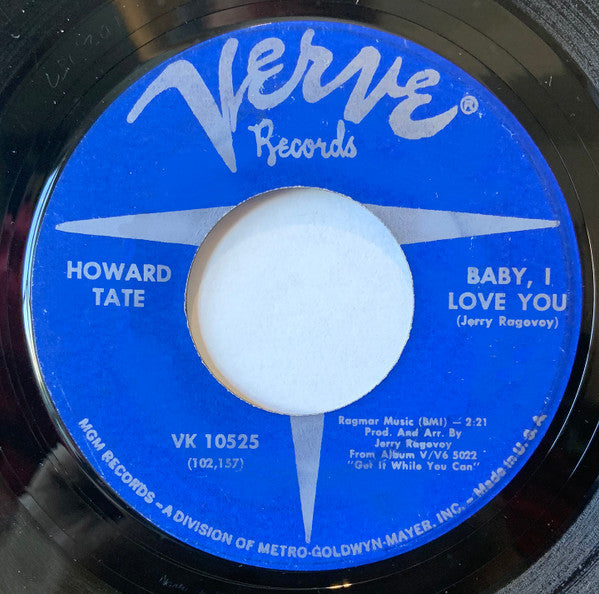 Verve®
Records
HOWARD
TATE
BABY, I
LOVE YOU
(Jerry Ragovoy)
VK 10525
(102,157)
Ragmar Music (BMI) — 2:21
Prod. And Arr. By
Jerry Ragovoy
From Album V/V6 5022
"Get It While You Can"
MGM RECORDS – A DIVISION OF METRO-GOLDWYN-MAYER, INC. – Made in U.S.A.